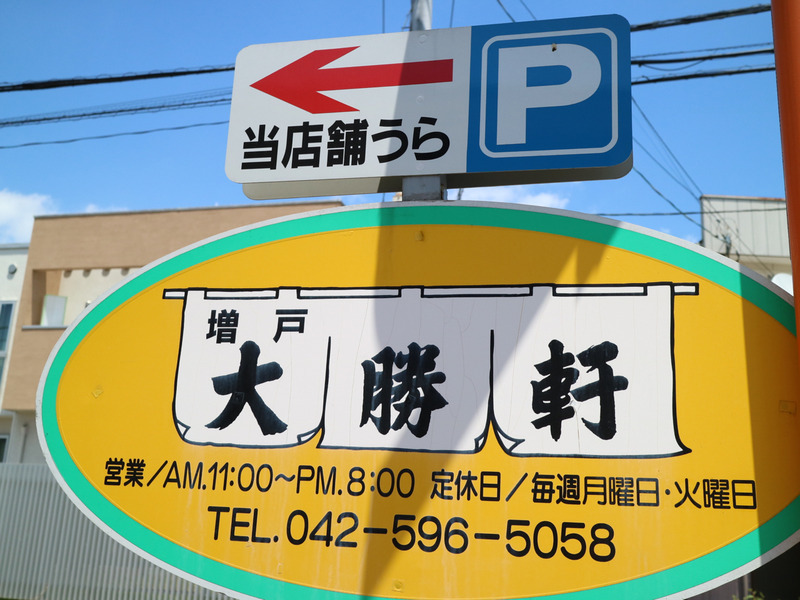 P
当店舗うら
増戸
大勝軒
営業/AM.11:00〜PM.8:00 定休日/毎週月曜日・火曜日
TEL.042-596-5058